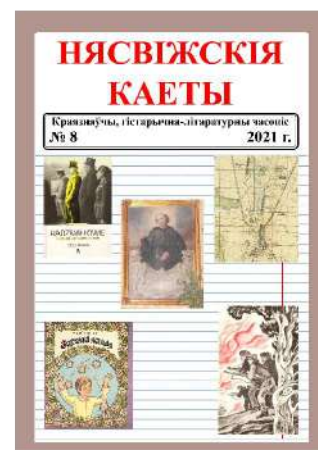 НЯСВІЖСКІЯ
КАЕТЫ
Краязнаўчы, гістарычна-літаратурны часопіс
№ 8 2021 г.